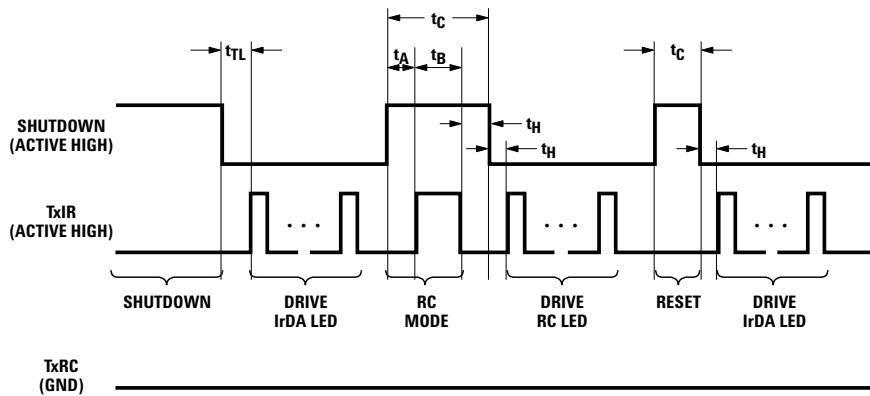 tC
tTL
tA
tB
tC
SHUTDOWN
(ACTIVE HIGH)
tH
tH
tH
TxIR
(ACTIVE HIGH)
. . .
. . .
. . .
SHUTDOWN
DRIVE
IrDA LED
RC
MODE
DRIVE
RC LED
RESET
DRIVE
IrDA LED
TxRC
(GND)